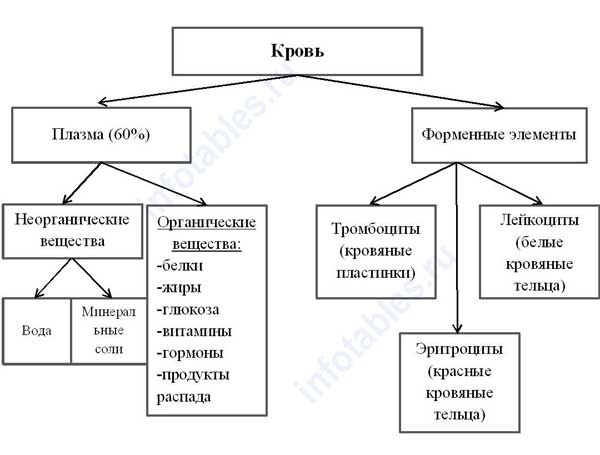 Кровь
Плазма (60%)
Форменные элементы
Неорганические
вещества
Органические
вещества:
-белки
-жиры
-глюкоза
-витамины
-гормоны
-продукты
распада
Вода
Минерал
ьные
соли
Тромбоциты
(кровяные
пластинки)
Лейкоциты
(белые
кровяные
тельца)
Эритроциты
(красные
кровяные
тельца)
infotables.ru
infotables.ru